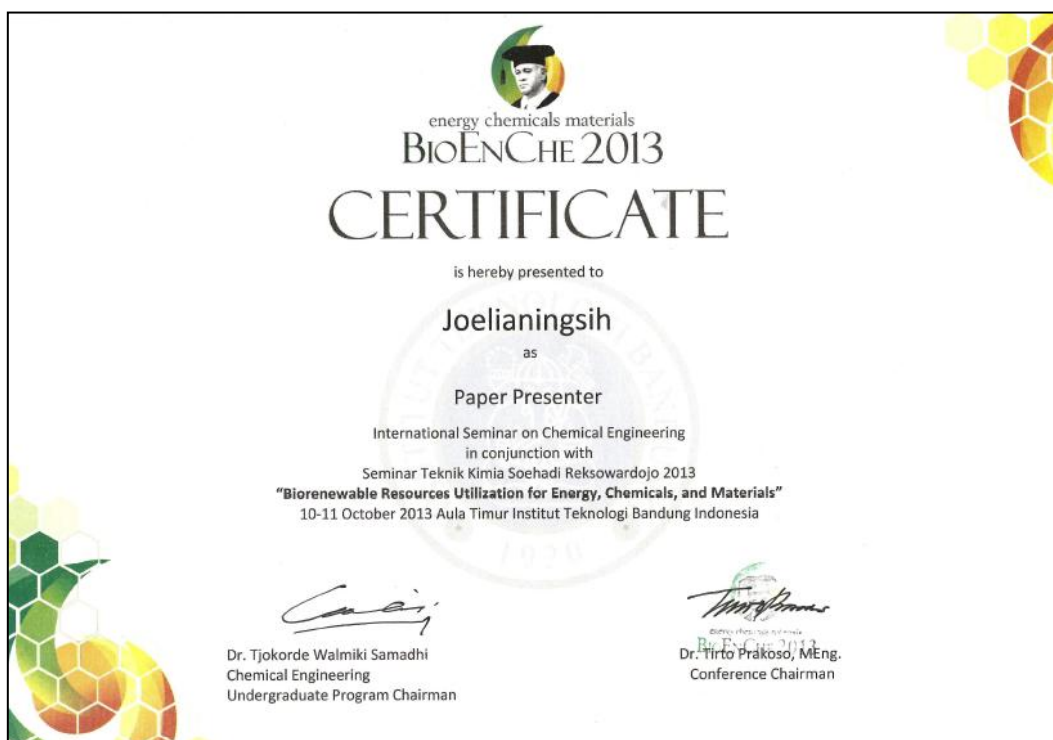 energy chemicals materials
BIOENCHE 2013
CERTIFICATE
is hereby presented to
Joelianingsih
as
Paper Presenter
International Seminar on Chemical Engineering
in conjunction with
Seminar Teknik Kimia Soehadi Reksowardojo 2013
"Biorenewable Resources Utilization for Energy, Chemicals, and Materials"
10-11 October 2013 Aula Timur Institut Teknologi Bandung Indonesia
1920
Dr. Tjokorde Walmiki Samadhi
Chemical Engineering
Undergraduate Program Chairman
BIOENCHE 2013
Dr. Tirto Prakoso, MEng.
Conference Chairman